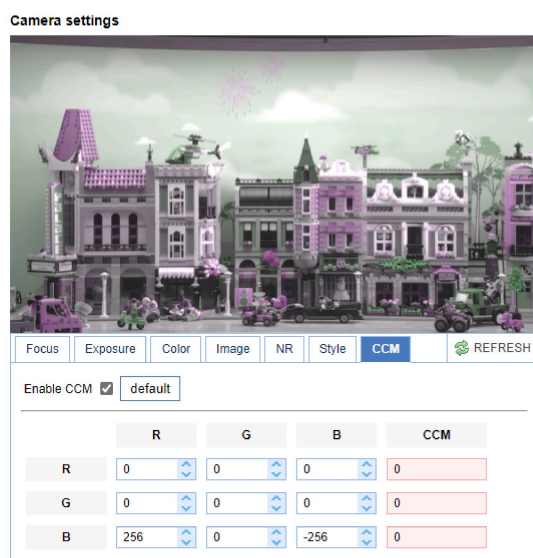 Camera settings
Focus Exposure Color Image NR Style CCM REFRESH
Enable CCM default
R G B CCM
R 0 0 0 0
G 0 0 0 0
B 256 0 -256 0